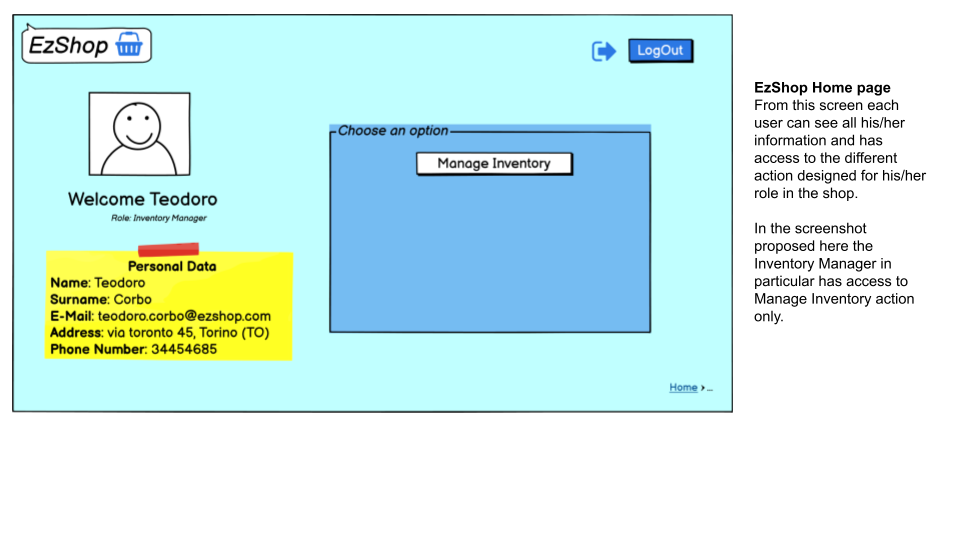 EzShop
LogOut
Choose an option
Manage Inventory
Welcome Teodoro
Role: Inventory Manager
Personal Data
Name: Teodoro
Surname: Corbo
E-Mail: teodoro.corbo@ezshop.com
Address: via toronto 45, Torino (TO)
Phone Number: 34454685
Home > ...
EzShop Home page
From this screen each
user can see all his/her
information and has
access to the different
action designed for his/her
role in the shop.
In the screenshot
proposed here the
Inventory Manager in
particular has access to
Manage Inventory action
only.